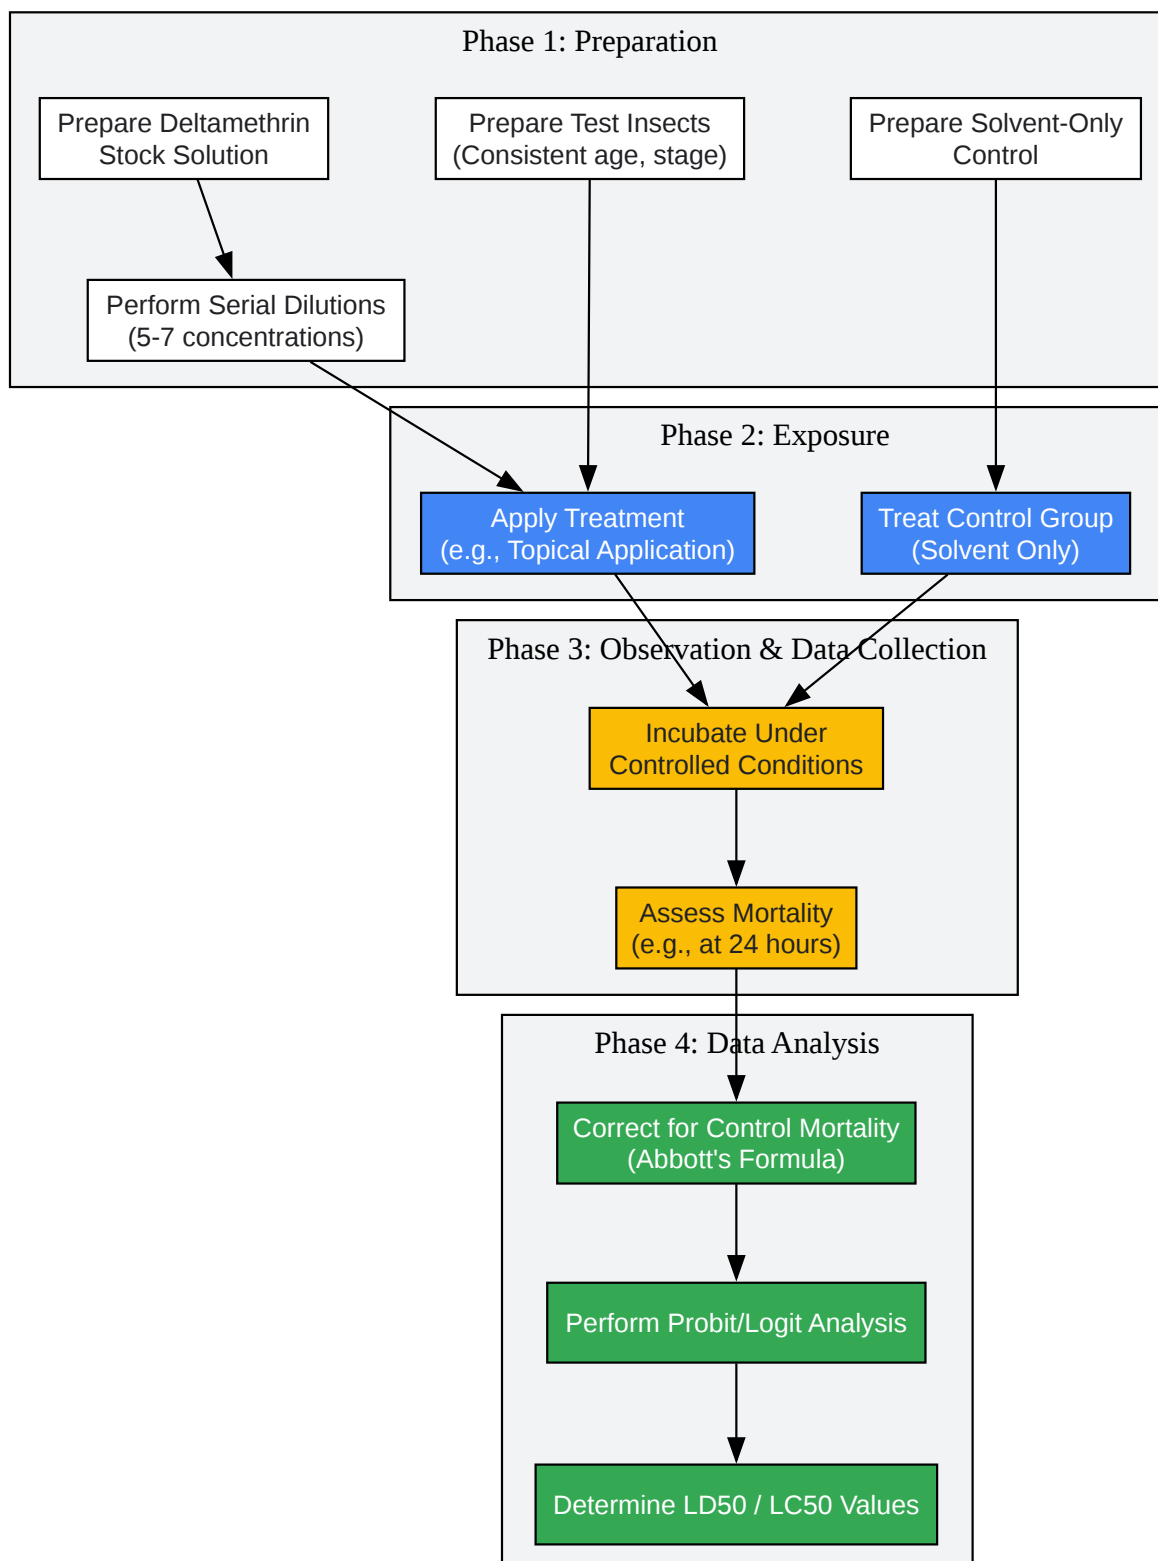 Phase 1: Preparation
Prepare Deltamethrin
Stock Solution
Prepare Test Insects
(Consistent age, stage)
Prepare Solvent-Only
Control
Perform Serial Dilutions
(5-7 concentrations)
Phase 2: Exposure
Apply Treatment
(e.g., Topical Application)
Treat Control Group
(Solvent Only)
Phase 3: Observation & Data Collection
Incubate Under
Controlled Conditions
Assess Mortality
(e.g., at 24 hours)
Phase 4: Data Analysis
Correct for Control Mortality
(Abbott's Formula)
Perform Probit/Logit Analysis
Determine LD50 / LC50 Values